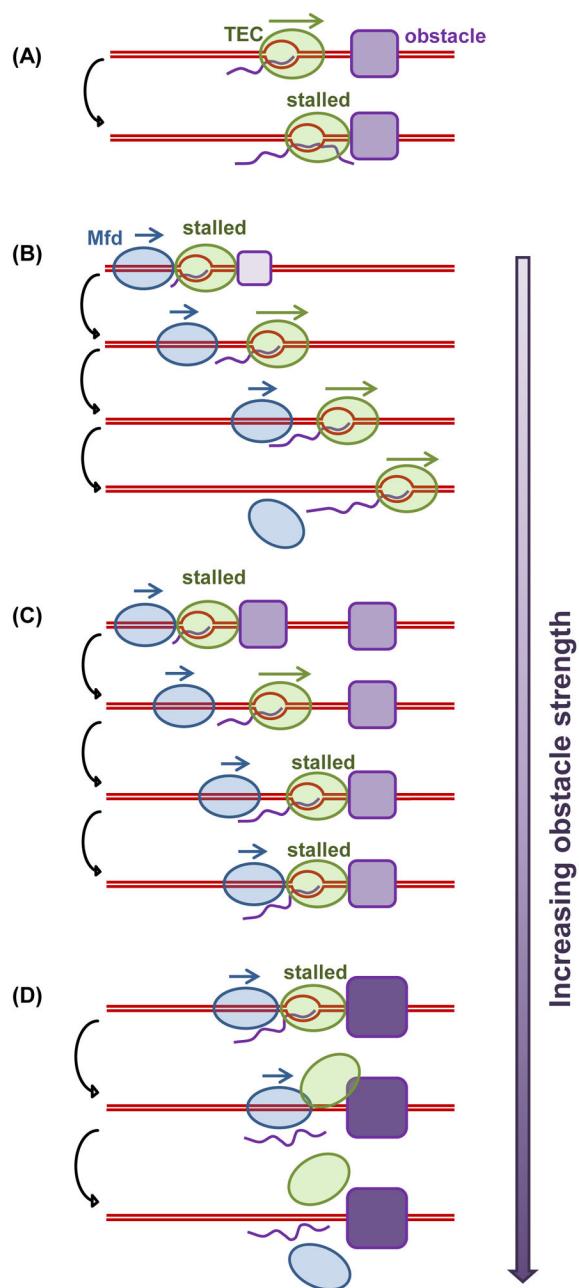 (A)
TEC
obstacle
stalled
(B)
Mfd
stalled
(C)
stalled
stalled
stalled
(D)
stalled
Increasing obstacle strength